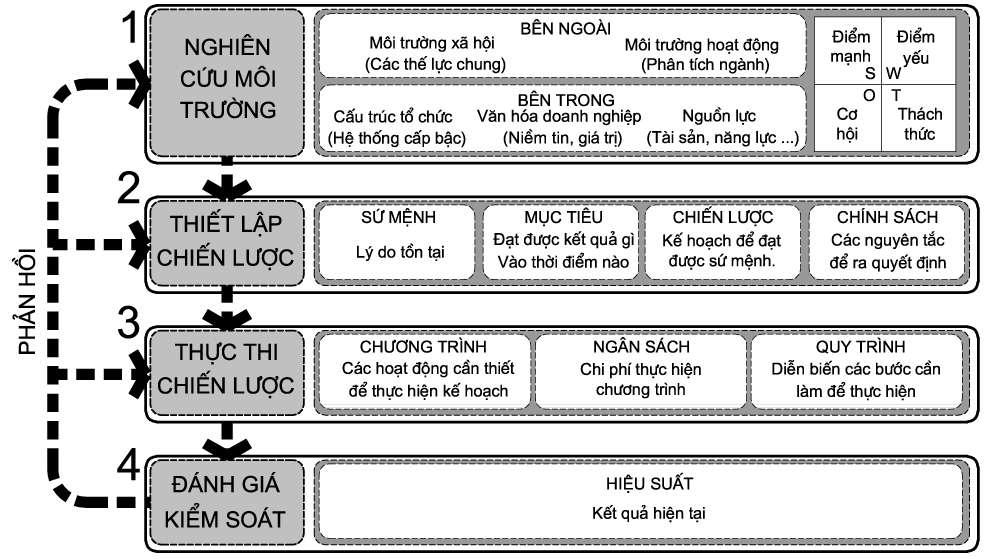 PHẢN HỒI
1
NGHIÊN
CỨU MÔI
TRƯỜNG
BÊN NGOÀI
Môi trường xã hội
(Các thế lực chung)
Môi trường hoạt động
(Phân tích ngành)
BÊN TRONG
Cấu trúc tổ chức
(Hệ thống cấp bậc)
Văn hóa doanh nghiệp
(Niềm tin, giá trị)
Nguồn lực
(Tài sản, năng lực ...)
Điểm
mạnh
S
Điểm
yếu
W
O
Cơ
hội
T
Thách
thức
2
THIẾT LẬP
CHIẾN LƯỢC
SỨ MỆNH
Lý do tồn tại
MỤC TIÊU
Đạt được kết quả gì
Vào thời điểm nào
CHIẾN LƯỢC
Kế hoạch để đạt
được sứ mệnh.
CHÍNH SÁCH
Các nguyên tắc
để ra quyết định
3
THỰC THI
CHIẾN LƯỢC
CHƯƠNG TRÌNH
Các hoạt động cần thiết
để thực hiện kế hoạch
NGÂN SÁCH
Chi phí thực hiện
chương trình
QUY TRÌNH
Diễn biến các bước cần
làm để thực hiện
4
ĐÁNH GIÁ
KIỂM SOÁT
HIỆU SUẤT
Kết quả hiện tại